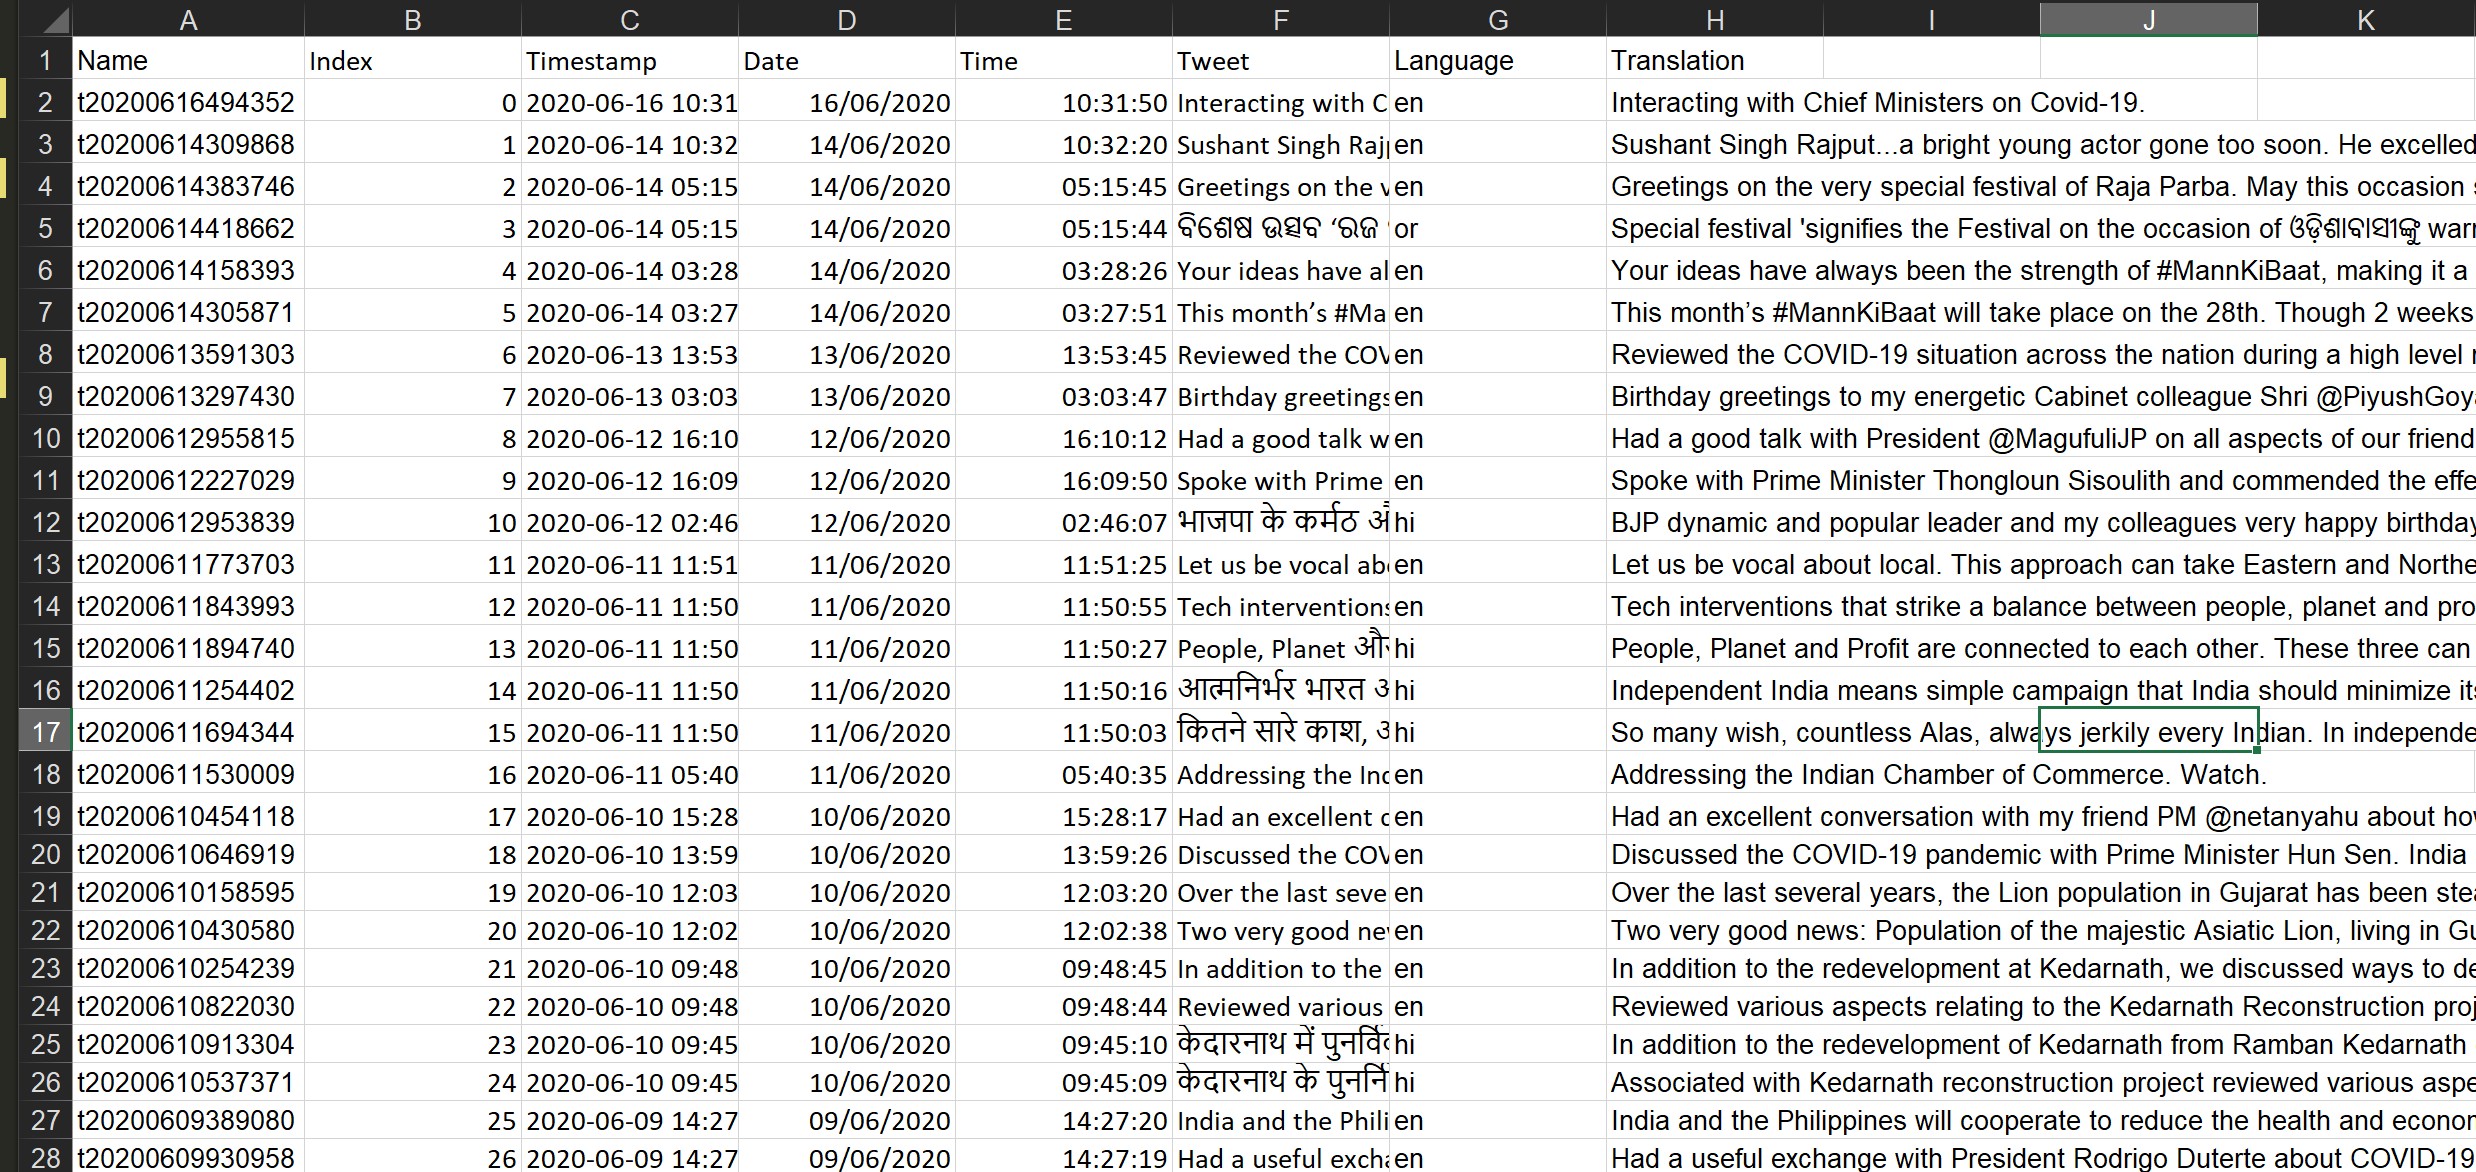 A B C D E F G H I J K
1 Name Index Timestamp Date Time Tweet Language Translation
2 t20200616494352 0 2020-06-16 10:31 16/06/2020 10:31:50 Interacting with C en Interacting with Chief Ministers on Covid-19.
3 t20200614309868 1 2020-06-14 10:32 14/06/2020 10:32:20 Sushant Singh Raj en Sushant Singh Rajput...a bright young actor gone too soon. He excelled
4 t20200614383746 2 2020-06-14 05:15 14/06/2020 05:15:45 Greetings on the v en Greetings on the very special festival of Raja Parba. May this occasion
5 t20200614418662 3 2020-06-14 05:15 14/06/2020 05:15:44 ବିଶେଷ ଉତ୍ସବ ‘ରଜ or Special festival 'signifies the Festival on the occasion of ଓଡ଼ିଶାବାସୀଙ୍କୁ warr
6 t20200614158393 4 2020-06-14 03:28 14/06/2020 03:28:26 Your ideas have al en Your ideas have always been the strength of #MannKiBaat, making it a
7 t20200614305871 5 2020-06-14 03:27 14/06/2020 03:27:51 This month’s #Ma en This month’s #MannKiBaat will take place on the 28th. Though 2 weeks
8 t20200613591303 6 2020-06-13 13:53 13/06/2020 13:53:45 Reviewed the COV en Reviewed the COVID-19 situation across the nation during a high level
9 t20200613297430 7 2020-06-13 03:03 13/06/2020 03:03:47 Birthday greetings en Birthday greetings to my energetic Cabinet colleague Shri @PiyushGoy
10 t20200612955815 8 2020-06-12 16:10 12/06/2020 16:10:12 Had a good talk w en Had a good talk with President @MagufuliJP on all aspects of our friend
11 t20200612227029 9 2020-06-12 16:09 12/06/2020 16:09:50 Spoke with Prime en Spoke with Prime Minister Thongloun Sisoulith and commended the effe
12 t20200612953839 10 2020-06-12 02:46 12/06/2020 02:46:07 भाजपा के कर्मठ औ hi BJP dynamic and popular leader and my colleagues very happy birthday
13 t20200611773703 11 2020-06-11 11:51 11/06/2020 11:51:25 Let us be vocal ab en Let us be vocal about local. This approach can take Eastern and Northe
14 t20200611843993 12 2020-06-11 11:50 11/06/2020 11:50:55 Tech interventions en Tech interventions that strike a balance between people, planet and pro
15 t20200611894740 13 2020-06-11 11:50 11/06/2020 11:50:27 People, Planet और hi People, Planet and Profit are connected to each other. These three can
16 t20200611254402 14 2020-06-11 11:50 11/06/2020 11:50:16 आत्मनिर्भर भारत अ hi Independent India means simple campaign that India should minimize its
17 t20200611694344 15 2020-06-11 11:50 11/06/2020 11:50:03 कितने सारे काश, अ hi So many wish, countless Alas, always jerkily every Indian. In independe
18 t20200611530009 16 2020-06-11 05:40 11/06/2020 05:40:35 Addressing the Ind en Addressing the Indian Chamber of Commerce. Watch.
19 t20200610454118 17 2020-06-10 15:28 10/06/2020 15:28:17 Had an excellent c en Had an excellent conversation with my friend PM @netanyahu about how
20 t20200610646919 18 2020-06-10 13:59 10/06/2020 13:59:26 Discussed the COV en Discussed the COVID-19 pandemic with Prime Minister Hun Sen. India
21 t20200610158595 19 2020-06-10 12:03 10/06/2020 12:03:20 Over the last seve en Over the last several years, the Lion population in Gujarat has been stea
22 t20200610430580 20 2020-06-10 12:02 10/06/2020 12:02:38 Two very good nev en Two very good news: Population of the majestic Asiatic Lion, living in Gu
23 t20200610254239 21 2020-06-10 09:48 10/06/2020 09:48:45 In addition to the en In addition to the redevelopment at Kedarnath, we discussed ways to de
24 t20200610822030 22 2020-06-10 09:48 10/06/2020 09:48:44 Reviewed various en Reviewed various aspects relating to the Kedarnath Reconstruction proj
25 t20200610913304 23 2020-06-10 09:45 10/06/2020 09:45:10 केदारनाथ में पुनर्वि hi In addition to the redevelopment of Kedarnath from Ramban Kedarnath
26 t20200610537371 24 2020-06-10 09:45 10/06/2020 09:45:09 केदारनाथ के पुनर्नि hi Associated with Kedarnath reconstruction project reviewed various aspe
27 t20200609389080 25 2020-06-09 14:27 09/06/2020 14:27:20 India and the Phili en India and the Philippines will cooperate to reduce the health and econor
28 t20200609930958 26 2020-06-09 14:27 09/06/2020 14:27:19 Had a useful excha en Had a useful exchange with President Rodrigo Duterte about COVID-19